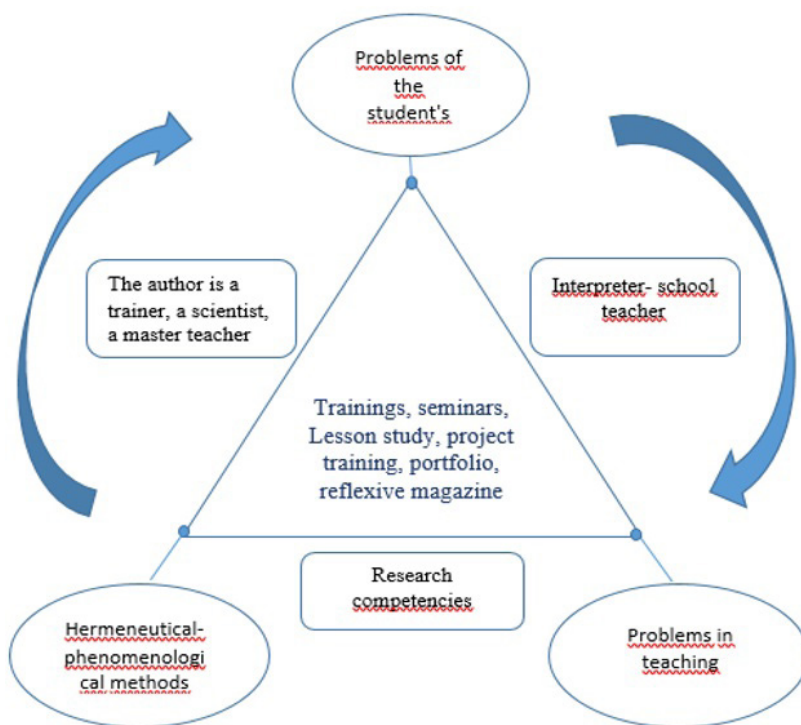 Problems of
the
student's
The author is a
trainer, a scientist,
a master teacher
Interpreter- school
teacher
Trainings, seminars,
Lesson study, project
training, portfolio,
reflexive magazine
Research
competencies
Hermeneutical-
phenomenologi
cal methods
Problems in
teaching